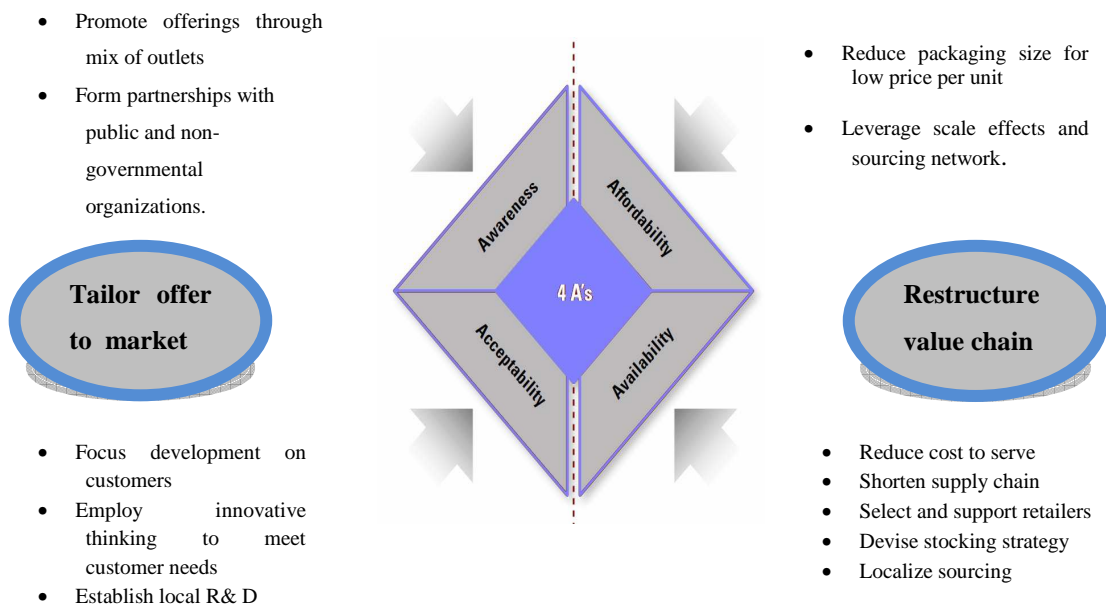 • Promote offerings through
mix of outlets
• Form partnerships with
public and non-
governmental
organizations.
Tailor offer
to market
• Focus development on
customers
• Employ innovative
thinking to meet
customer needs
• Establish local R& D
Awareness
Affordability
4 A's
Acceptability
Availability
• Reduce packaging size for
low price per unit
• Leverage scale effects and
sourcing network.
Restructure
value chain
• Reduce cost to serve
• Shorten supply chain
• Select and support retailers
• Devise stocking strategy
• Localize sourcing